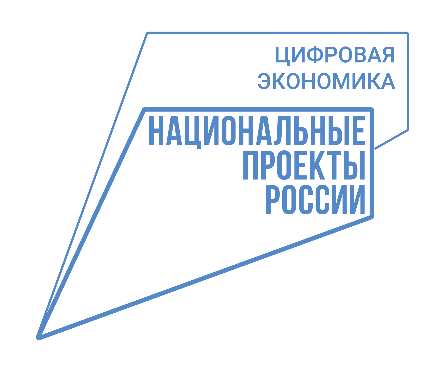 ЦИФРОВАЯ
ЭКОНОМИКА
НАЦИОНАЛЬНЫЕ
ПРОЕКТЫ
РОССИИ